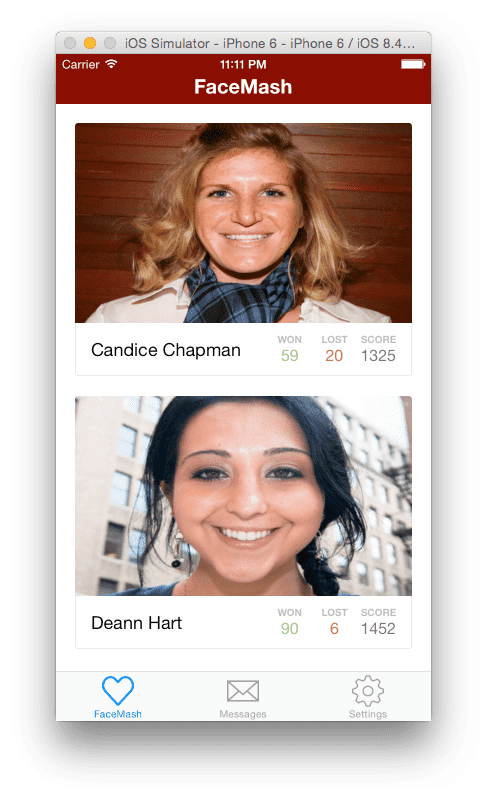 iOS Simulator - iPhone 6 - iPhone 6 / iOS 8.4...
Carrier 11:11 PM
FaceMash
Candice Chapman
WON LOST SCORE
59 20 1325
Deann Hart
WON LOST SCORE
90 6 1452
FaceMash Messages Settings